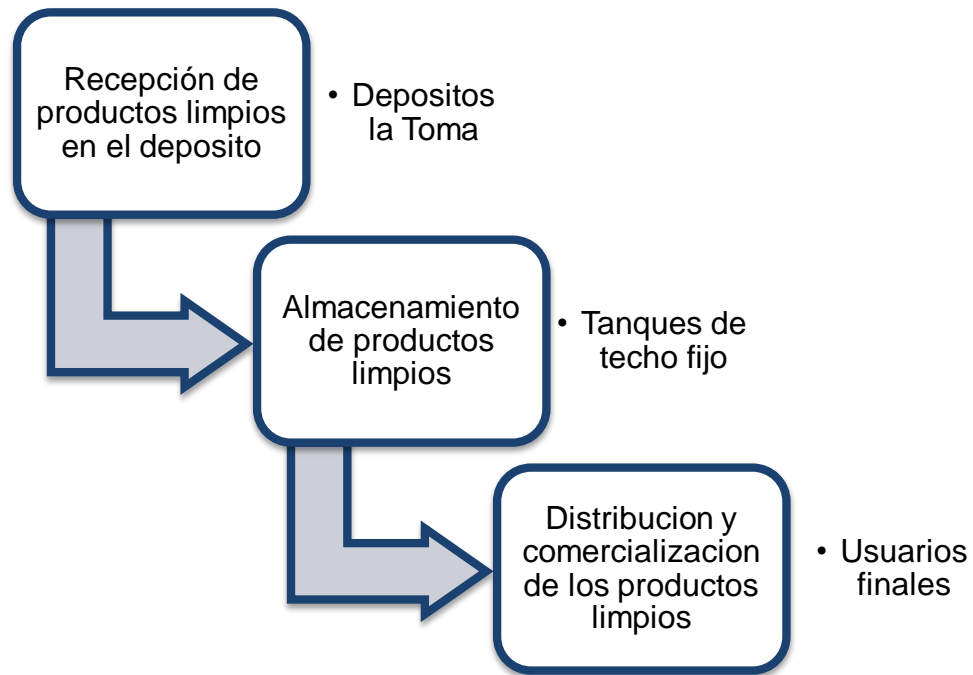 Recepción de
productos limpios
en el deposito
• Depositos
la Toma
Almacenamiento
de productos
limpios
• Tanques de
techo fijo
Distribucion y
comercializacion
de los productos
limpios
• Usuarios
finales